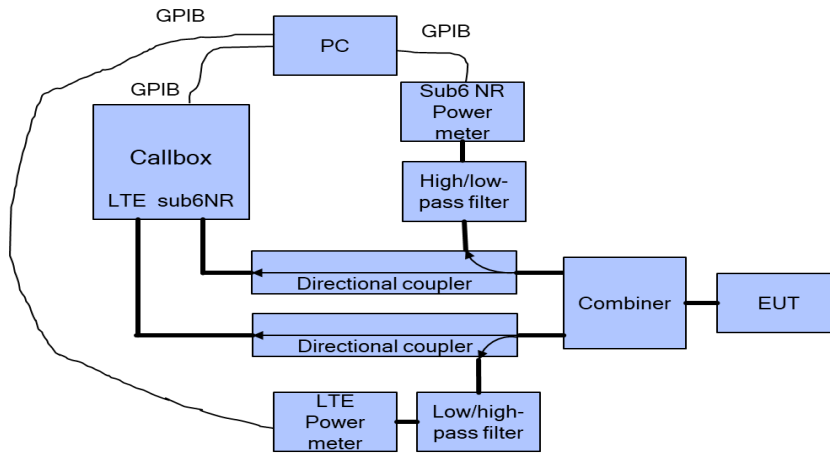 GPIB
PC
GPIB
GPIB
Sub6 NR
Power
meter
Callbox
LTE sub6NR
High/low-
pass filter
Directional coupler
Combiner
EUT
Directional coupler
LTE
Power
meter
Low/high-
pass filter